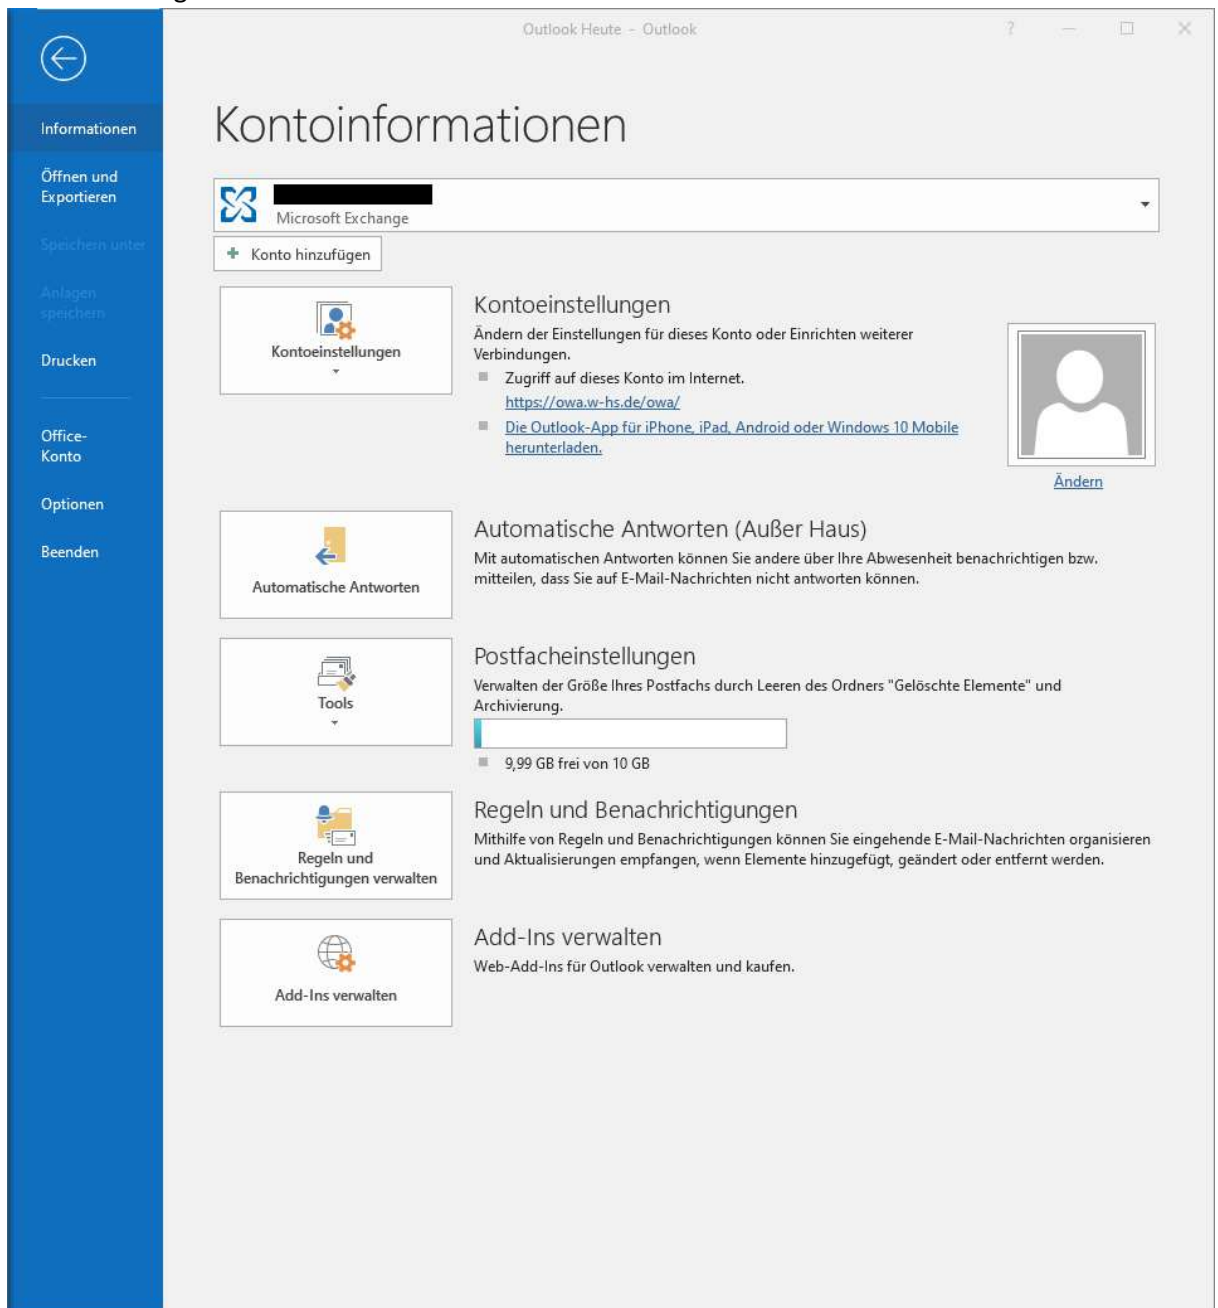 Outlook Heute - Outlook
?
Informationen
Öffnen und
Exportieren
Speichern unter
Anlagen
speichern
Drucken
Office-
Konto
Optionen
Beenden
Kontoinformationen
Microsoft Exchange
Konto hinzufügen
Kontoeinstellungen
Kontoeinstellungen
Ändern der Einstellungen für dieses Konto oder Einrichten weiterer
Verbindungen.
Zugriff auf dieses Konto im Internet.
https://owa.w-hs.de/owa/
Die Outlook-App für iPhone, iPad, Android oder Windows 10 Mobile
herunterladen.
Ändern
Automatische Antworten
Automatische Antworten (Außer Haus)
Mit automatischen Antworten können Sie andere über Ihre Abwesenheit benachrichtigen bzw.
mitteilen, dass Sie auf E-Mail-Nachrichten nicht antworten können.
Tools
Postfacheinstellungen
Verwalten der Größe Ihres Postfachs durch Leeren des Ordners "Gelöschte Elemente" und
Archivierung.
9,99 GB frei von 10 GB
Regeln und
Benachrichtigungen verwalten
Regeln und Benachrichtigungen
Mithilfe von Regeln und Benachrichtigungen können Sie eingehende E-Mail-Nachrichten organisieren
und Aktualisierungen empfangen, wenn Elemente hinzugefügt, geändert oder entfernt werden.
Add-Ins verwalten
Add-Ins verwalten
Web-Add-Ins für Outlook verwalten und kaufen.